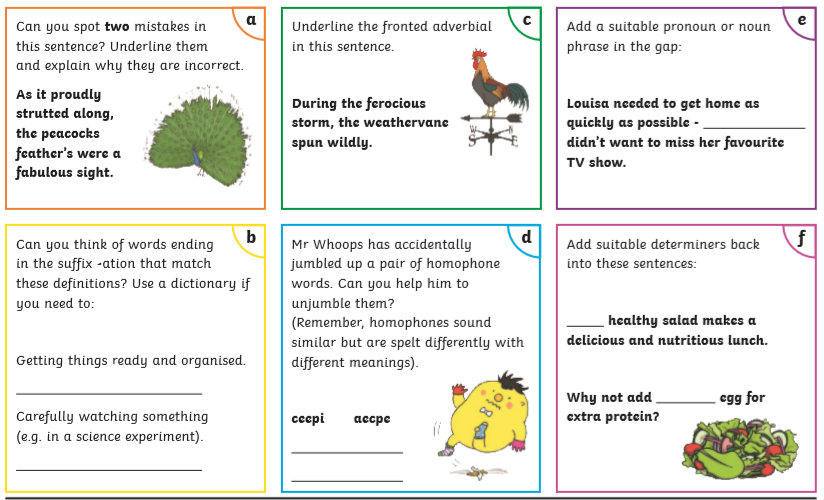 a
Can you spot two mistakes in
this sentence? Underline them
and explain why they are incorrect.
As it proudly
strutted along,
the peacocks
feather's were a
fabulous sight.
c
Underline the fronted adverbial
in this sentence.
During the ferocious
storm, the weathervane
spun wildly.
W S N E
e
Add a suitable pronoun or noun
phrase in the gap:
Louisa needed to get home as
quickly as possible - ______________
didn't want to miss her favourite
TV show.
b
Can you think of words ending
in the suffix -ation that match
these definitions? Use a dictionary if
you need to:
Getting things ready and organised.
Carefully watching something
(e.g. in a science experiment).
d
Mr Whoops has accidentally
jumbled up a pair of homophone
words. Can you help him to
unjumble them?
(Remember, homophones sound
similar but are spelt differently with
different meanings).
ceepi aecpe
f
Add suitable determiners back
into these sentences:
_____ healthy salad makes a
delicious and nutritious lunch.
Why not add ________ egg for
extra protein?